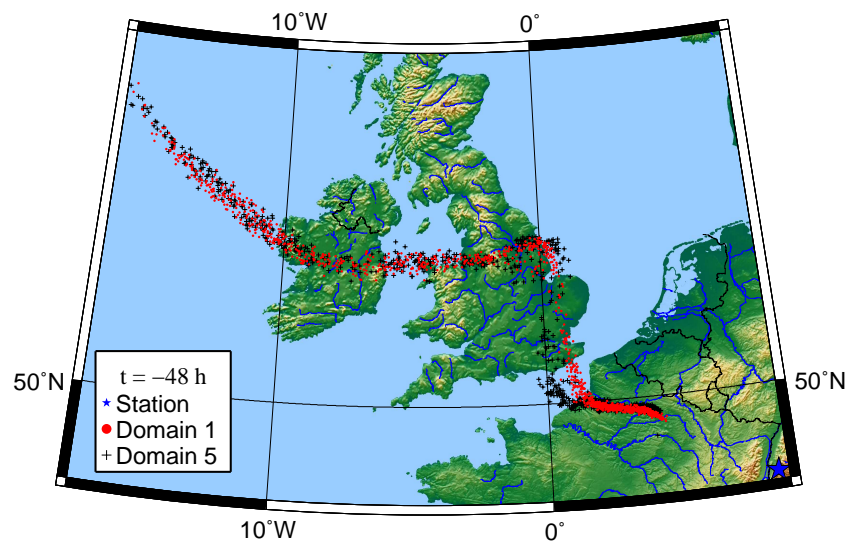 10°W 0°
50°N 50°N
t = −48 h
Station
Domain 1
Domain 5
10°W 0°